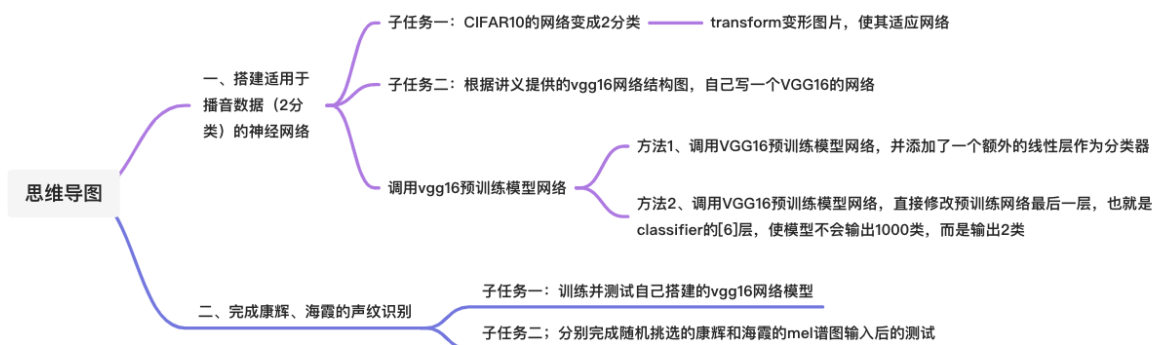 思维导图
一、搭建适用于
播音数据（2分
类）的神经网络
子任务一：CIFAR10的网络变成2分类
transform变形图片，使其适应网络
子任务二：根据讲义提供的vgg16网络结构图，自己写一个VGG16的网络
调用vgg16预训练模型网络
方法1、调用VGG16预训练模型网络，并添加了一个额外的线性层作为分类器
方法2、调用VGG16预训练模型网络，直接修改预训练网络最后一层，也就是
classifier的[6]层，使模型不会输出1000类，而是输出2类
二、完成康辉、海霞的声纹识别
子任务一：训练并测试自己搭建的vgg16网络模型
子任务二；分别完成随机挑选的康辉和海霞的mel谱图输入后的测试